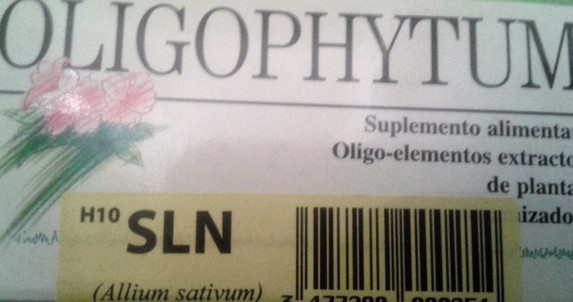 OLIGOPHYTUM
Suplemento alimenta
Oligo-elementos extracto
de planta
izado
H10 SLN
(Allium sativum)